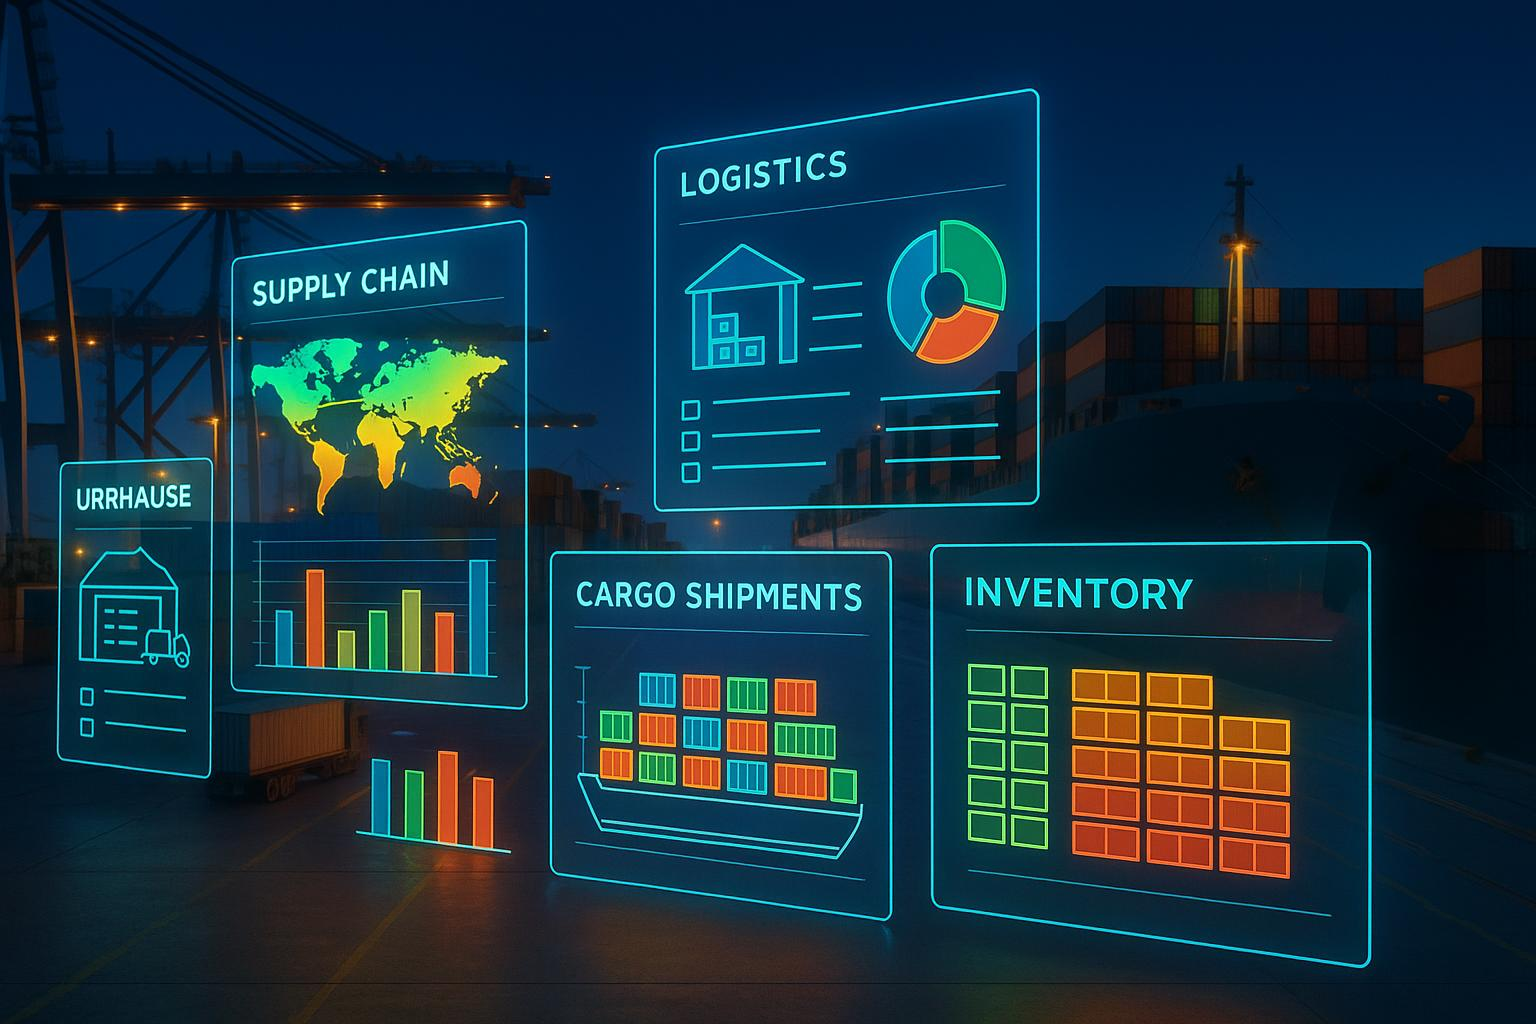 LOGISTICS
SUPPLY CHAIN
URRHAUSE
CARGO SHIPMENTS
INVENTORY